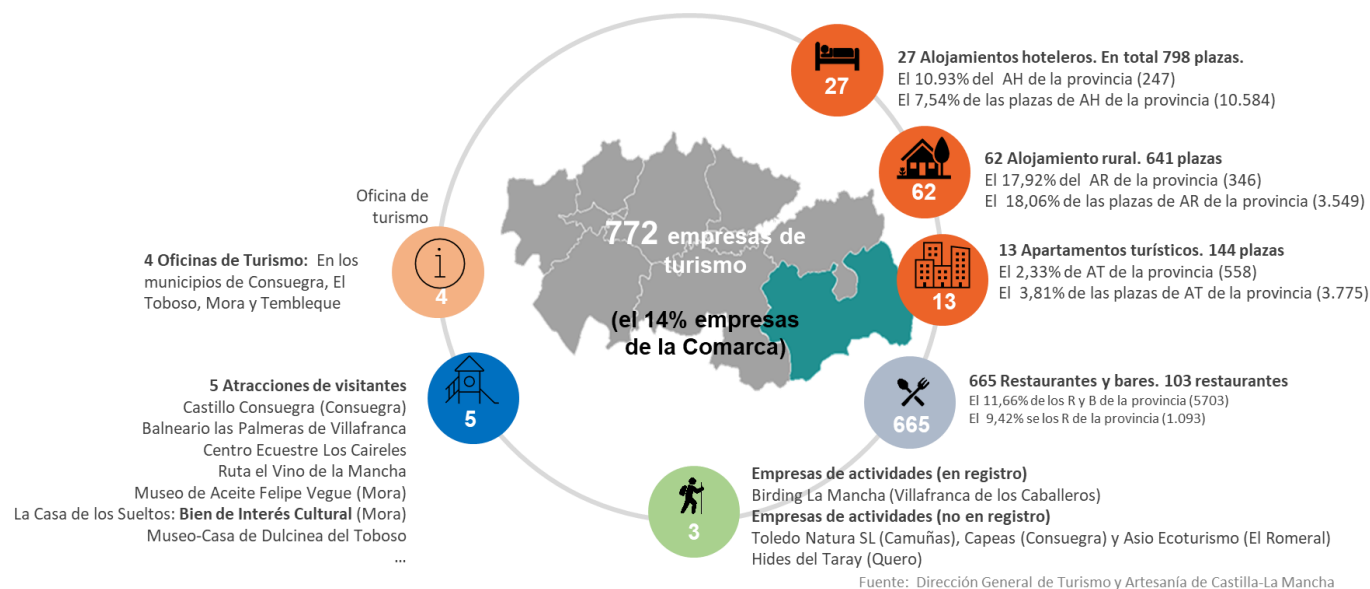 27 Alojamientos hoteleros. En total 798 plazas.
El 10.93% del AH de la provincia (247)
El 7,54% de las plazas de AH de la provincia (10.584)
27
62 Alojamiento rural. 641 plazas
El 17,92% del AR de la provincia (346)
El 18,06% de las plazas de AR de la provincia (3.549)
62
13 Apartamentos turísticos. 144 plazas
El 2,33% de AT de la provincia (558)
El 3,81% de las plazas de AT de la provincia (3.775)
13
772 empresas de
turismo
(el 14% empresas
de la Comarca)
Oficina de
turismo
4 Oficinas de Turismo: En los
municipios de Consuegra, El
Toboso, Mora y Tembleque
i
4
665 Restaurantes y bares. 103 restaurantes
El 11,66% de los R y B de la provincia (5703)
El 9,42% se los R de la provincia (1.093)
665
5 Atracciones de visitantes
Castillo Consuegra (Consuegra)
Balneario las Palmeras de Villafranca
Centro Ecuestre Los Caireles
Ruta el Vino de la Mancha
Museo de Aceite Felipe Vegue (Mora)
La Casa de los Sueltos: Bien de Interés Cultural (Mora)
Museo-Casa de Dulcinea del Toboso
...
5
Empresas de actividades (en registro)
Birding La Mancha (Villafranca de los Caballeros)
Empresas de actividades (no en registro)
Toledo Natura SL (Camuñas), Capeas (Consuegra) y Asio Ecoturismo (El Romeral)
Hides del Taray (Quero)
3
Fuente: Dirección General de Turismo y Artesanía de Castilla-La Mancha